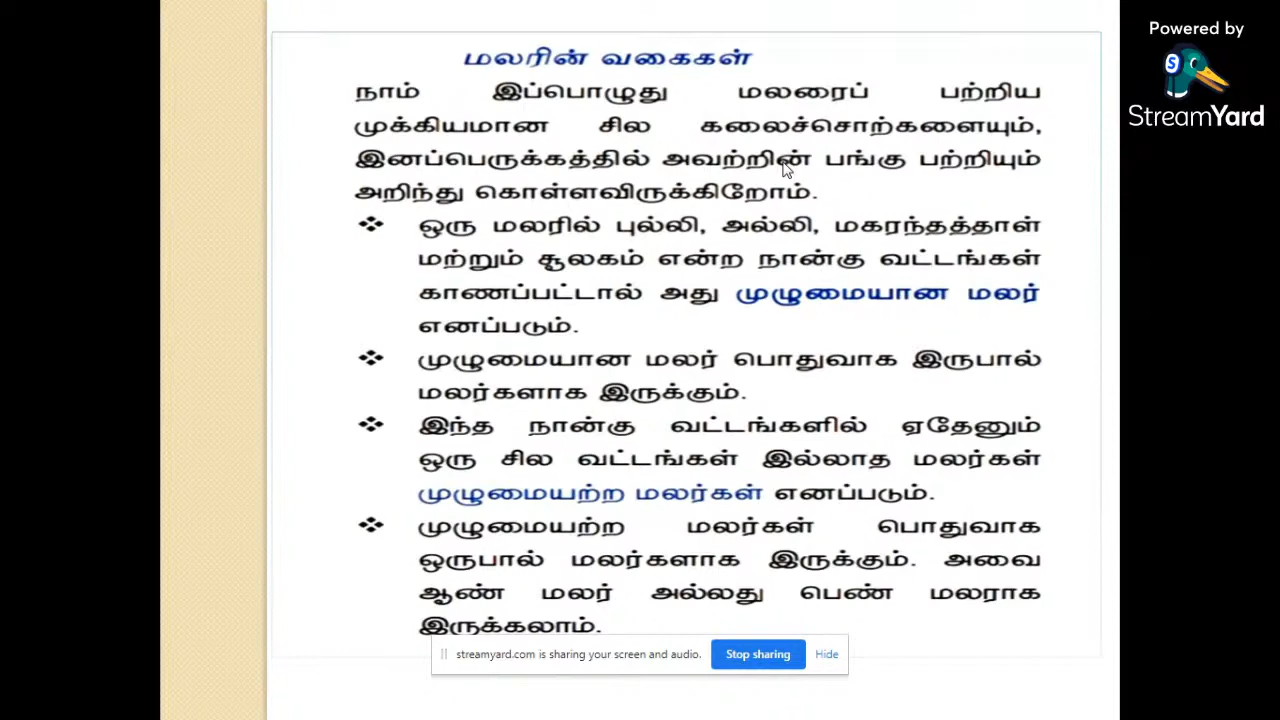 Powered by
StreamYard
மலரின் வகைகள்
நாம் இப்பொழுது மலரைப் பற்றிய
முக்கியமான சில கலைச்சொற்களையும்,
இனப்பெருக்கத்தில் அவற்றின் பங்கு பற்றியும்
அறிந்து கொள்ளவிருக்கிறோம்.
❖ ஒரு மலரில் புல்லி, அல்லி, மகரந்தத்தாள்
மற்றும் சூலகம் என்ற நான்கு வட்டங்கள்
காணப்பட்டால் அது முழுமையான மலர்
எனப்படும்.
❖ முழுமையான மலர் பொதுவாக இருபால்
மலர்களாக இருக்கும்.
❖ இந்த நான்கு வட்டங்களில் ஏதேனும்
ஒரு சில வட்டங்கள் இல்லாத மலர்கள்
முழுமையற்ற மலர்கள் எனப்படும்.
❖ முழுமையற்ற மலர்கள் பொதுவாக
ஒருபால் மலர்களாக இருக்கும். அவை
ஆண் மலர் அல்லது பெண் மலராக
இருக்கலாம்.
streamyard.com is sharing your screen and audio. Stop sharing Hide